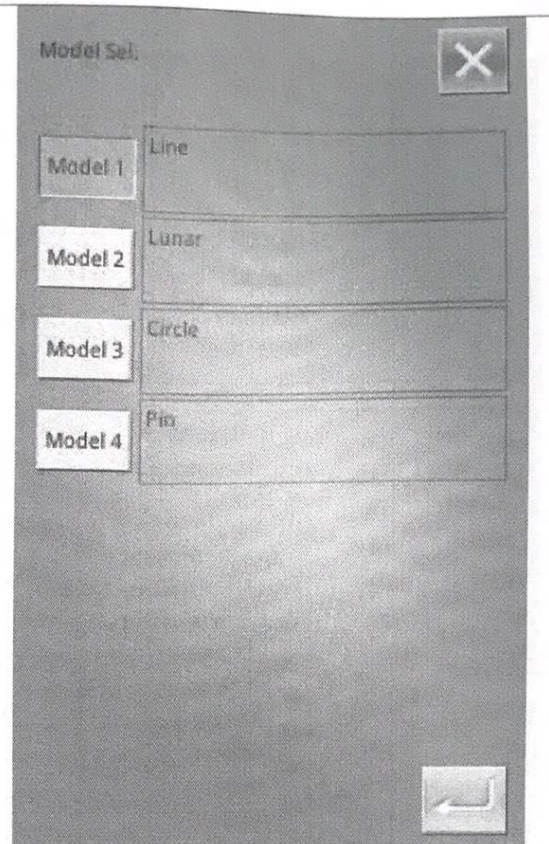 Model Sel.
Model 1 Line
Model 2 Lunar
Model 3 Circle
Model 4 Pin